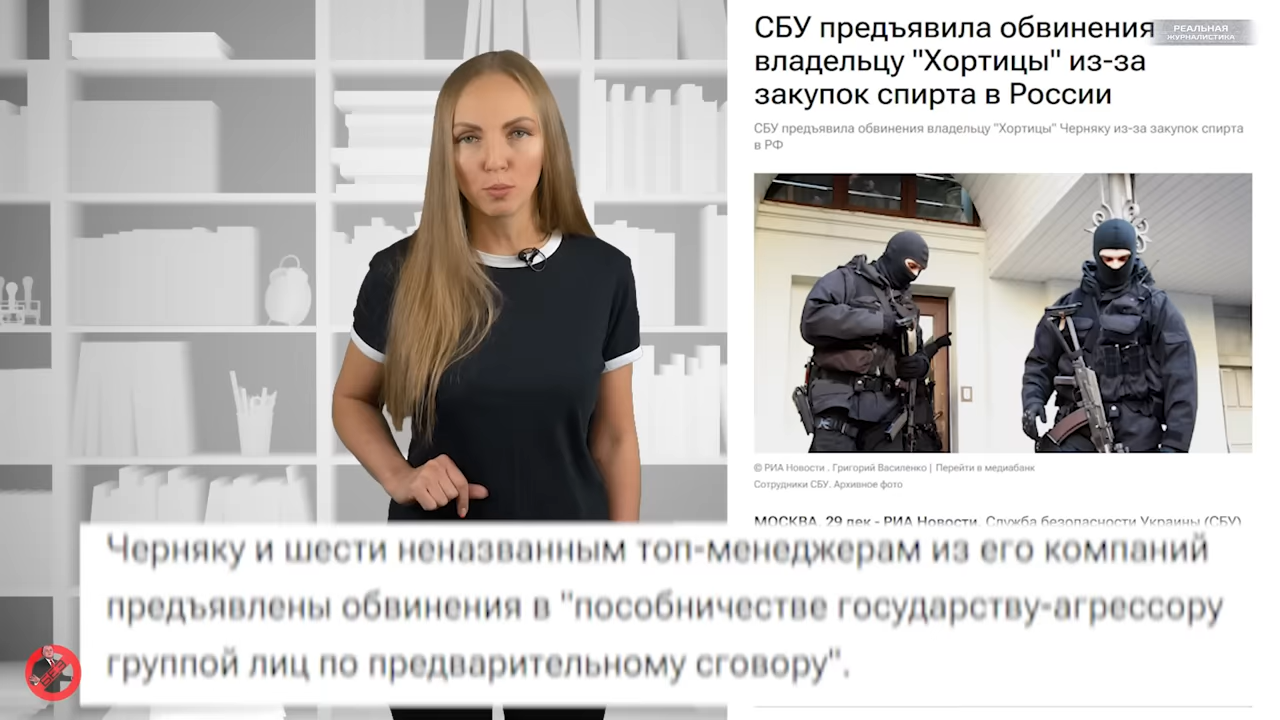 СБУ предъявила обвинения
владельцу "Хортицы" из-за
закупок спирта в России
РЕАЛЬНАЯ
ЖУРНАЛИСТИКА
СБУ предъявила обвинения владельцу "Хортицы" Черняку из-за закупок спирта
в РФ
© РИА Новости . Григорий Василенко | Перейти в медиабанк
Сотрудники СБУ. Архивное фото
МОСКВА, 29 дек - РИА Новости. Служба безопасности Украины (СБУ)
Черняку и шести неназванным топ-менеджерам из его компаний
предъявлены обвинения в "пособничестве государству-агрессору
группой лиц по предварительному сговору".